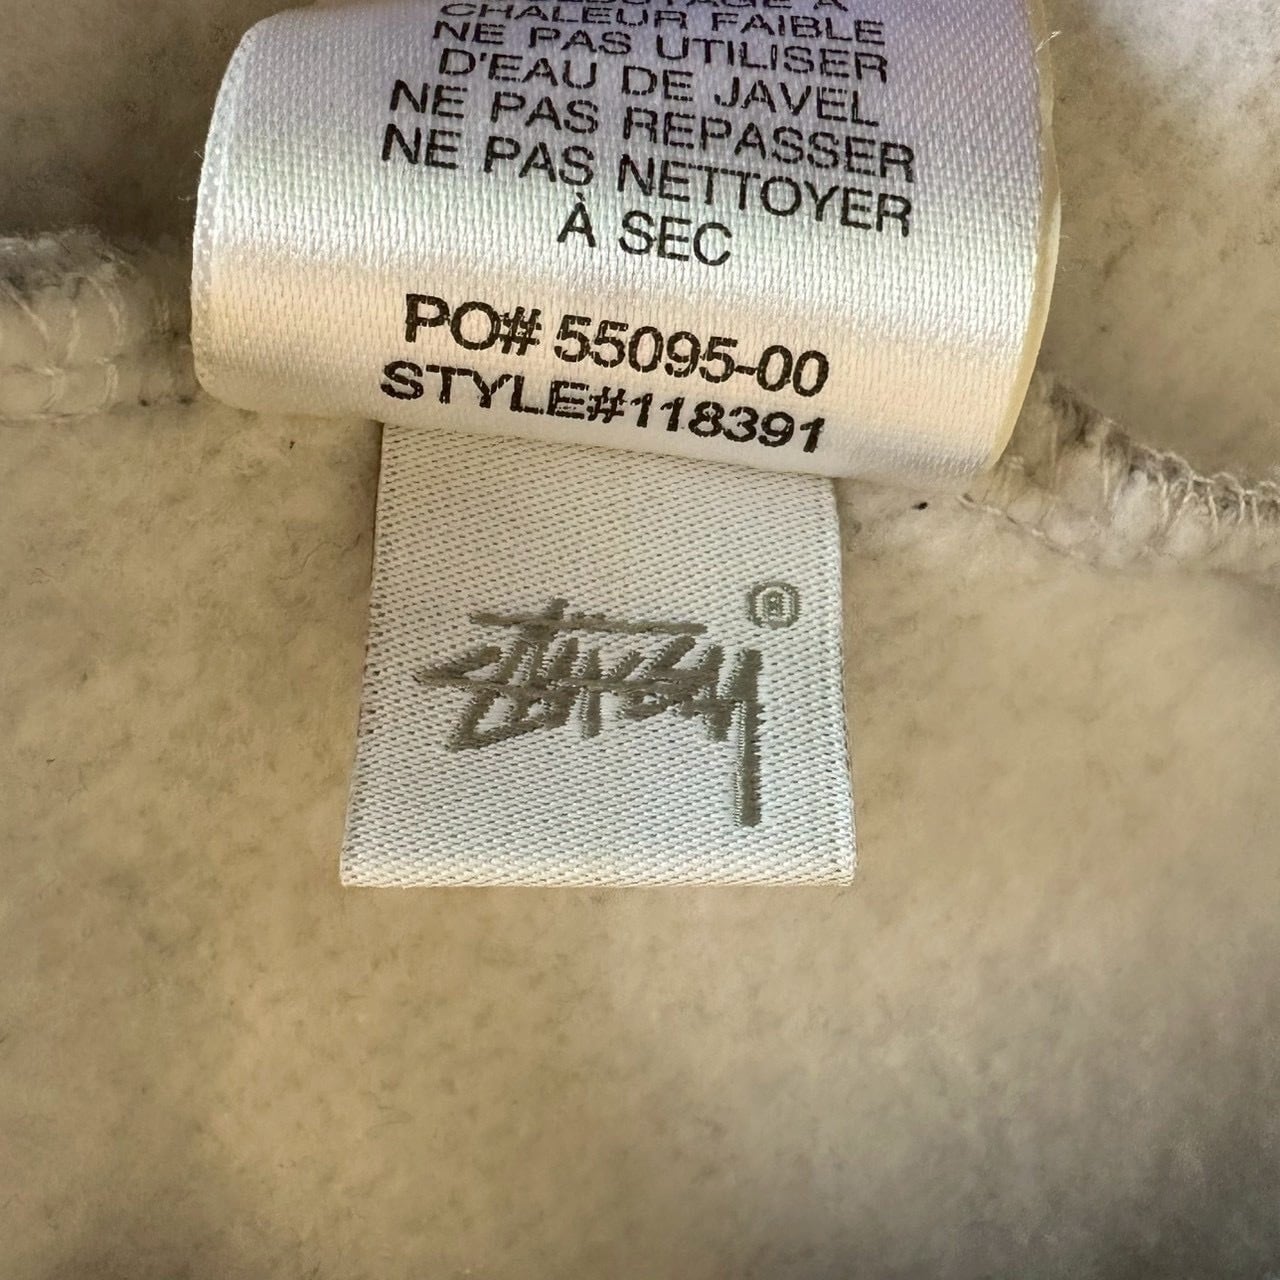 CHALEUR FAIBLE
NE PAS UTILISER
D'EAU DE JAVEL
NE PAS REPASSER
NE PAS NETTOYER
À SEC
PO# 55095-00
STYLE#118391
®
Stüssy